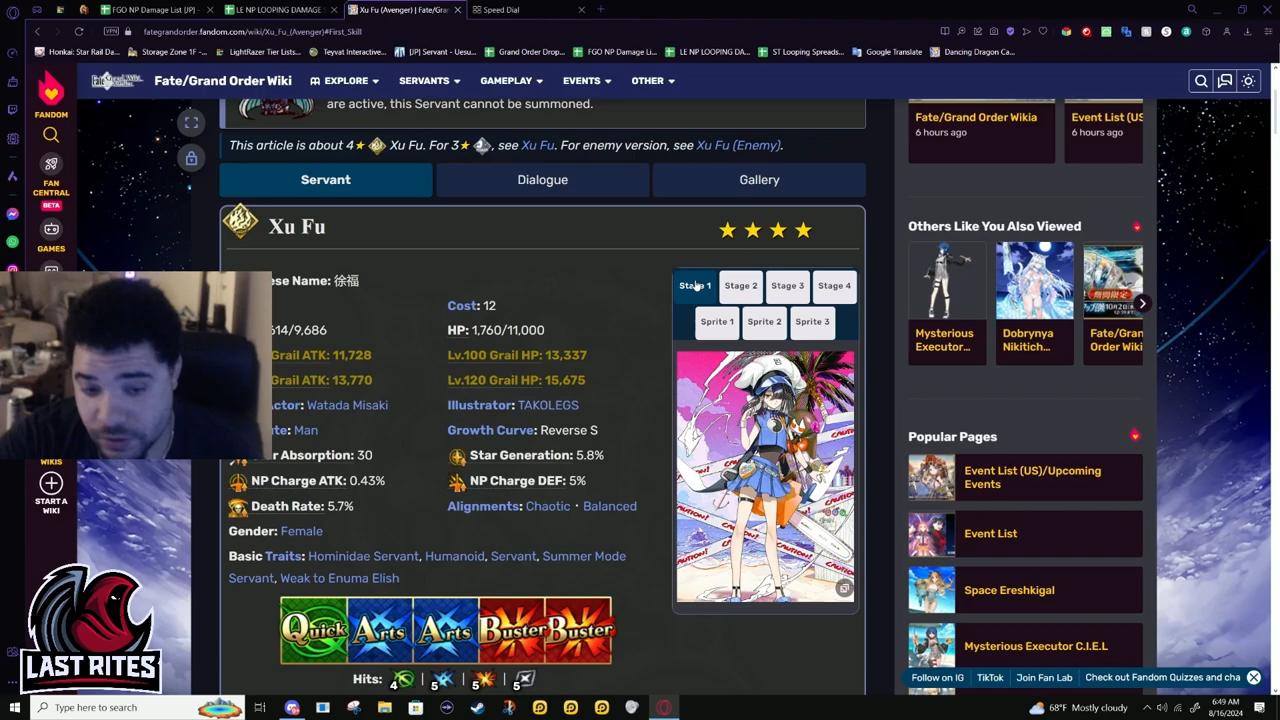 FGO NP Damage List [JP] -
LE NP LOOPING DAMAGE
Xu Fu (Avenger) | Fate/Gra
Speed Dial
VPN
fategrandorder.fandom.com/wiki/Xu_Fu_(Avenger)#First_Skill
Honkai: Star Rail Da...
Storage Zone 1F -...
LightRazer Tier Lists...
Teyvat Interactive...
[JP] Servant - Uesu...
Grand Order Drop...
FGO NP Damage Li...
LE NP LOOPING DA...
ST Looping Spreads...
Google Translate
Dancing Dragon Ca...
FANDOM
Fate/Grand Order Wiki
EXPLORE
SERVANTS
GAMEPLAY
EVENTS
OTHER
are active, this Servant cannot be summoned.
This article is about 4★ Xu Fu. For 3★, see Xu Fu. For enemy version, see Xu Fu (Enemy).
Servant
Dialogue
Gallery
Xu Fu
ese Name: 徐福
Cost: 12
614/9,686
HP: 1,760/11,000
Grail ATK: 11,728
Lv.100 Grail HP: 13,337
Grail ATK: 13,770
Lv.120 Grail HP: 15,675
Actor: Watada Misaki
Illustrator: TAKOLEGS
ute: Man
Growth Curve: Reverse S
r Absorption: 30
Star Generation: 5.8%
NP Charge ATK: 0.43%
NP Charge DEF: 5%
Death Rate: 5.7%
Alignments: Chaotic・Balanced
Gender: Female
Basic Traits: Hominidae Servant, Humanoid, Servant, Summer Mode
Servant, Weak to Enuma Elish
Quick
Arts
Arts
Buster
Buster
Hits: 4 | 5 | 5 | 5
Stage 1
Stage 2
Stage 3
Stage 4
Sprite 1
Sprite 2
Sprite 3
CAUTION!
FAN
CENTRAL
BETA
GAMES
WIKIS
START A
WIKI
LAST RITES
Fate/Grand Order Wikia
6 hours ago
Event List (US
6 hours ago
Others Like You Also Viewed
Mysterious
Executor...
Dobrynya
Nikitich...
Fate/Gran
Order Wiki
Popular Pages
Event List (US)/Upcoming
Events
Event List
Space Ereshkigal
Mysterious Executor C.I.E.L
Follow on IG
TikTok
Join Fan Lab
Check out Fandom Quizzes and cha
Type here to search
68°F Mostly cloudy
6:49 AM
8/16/2024